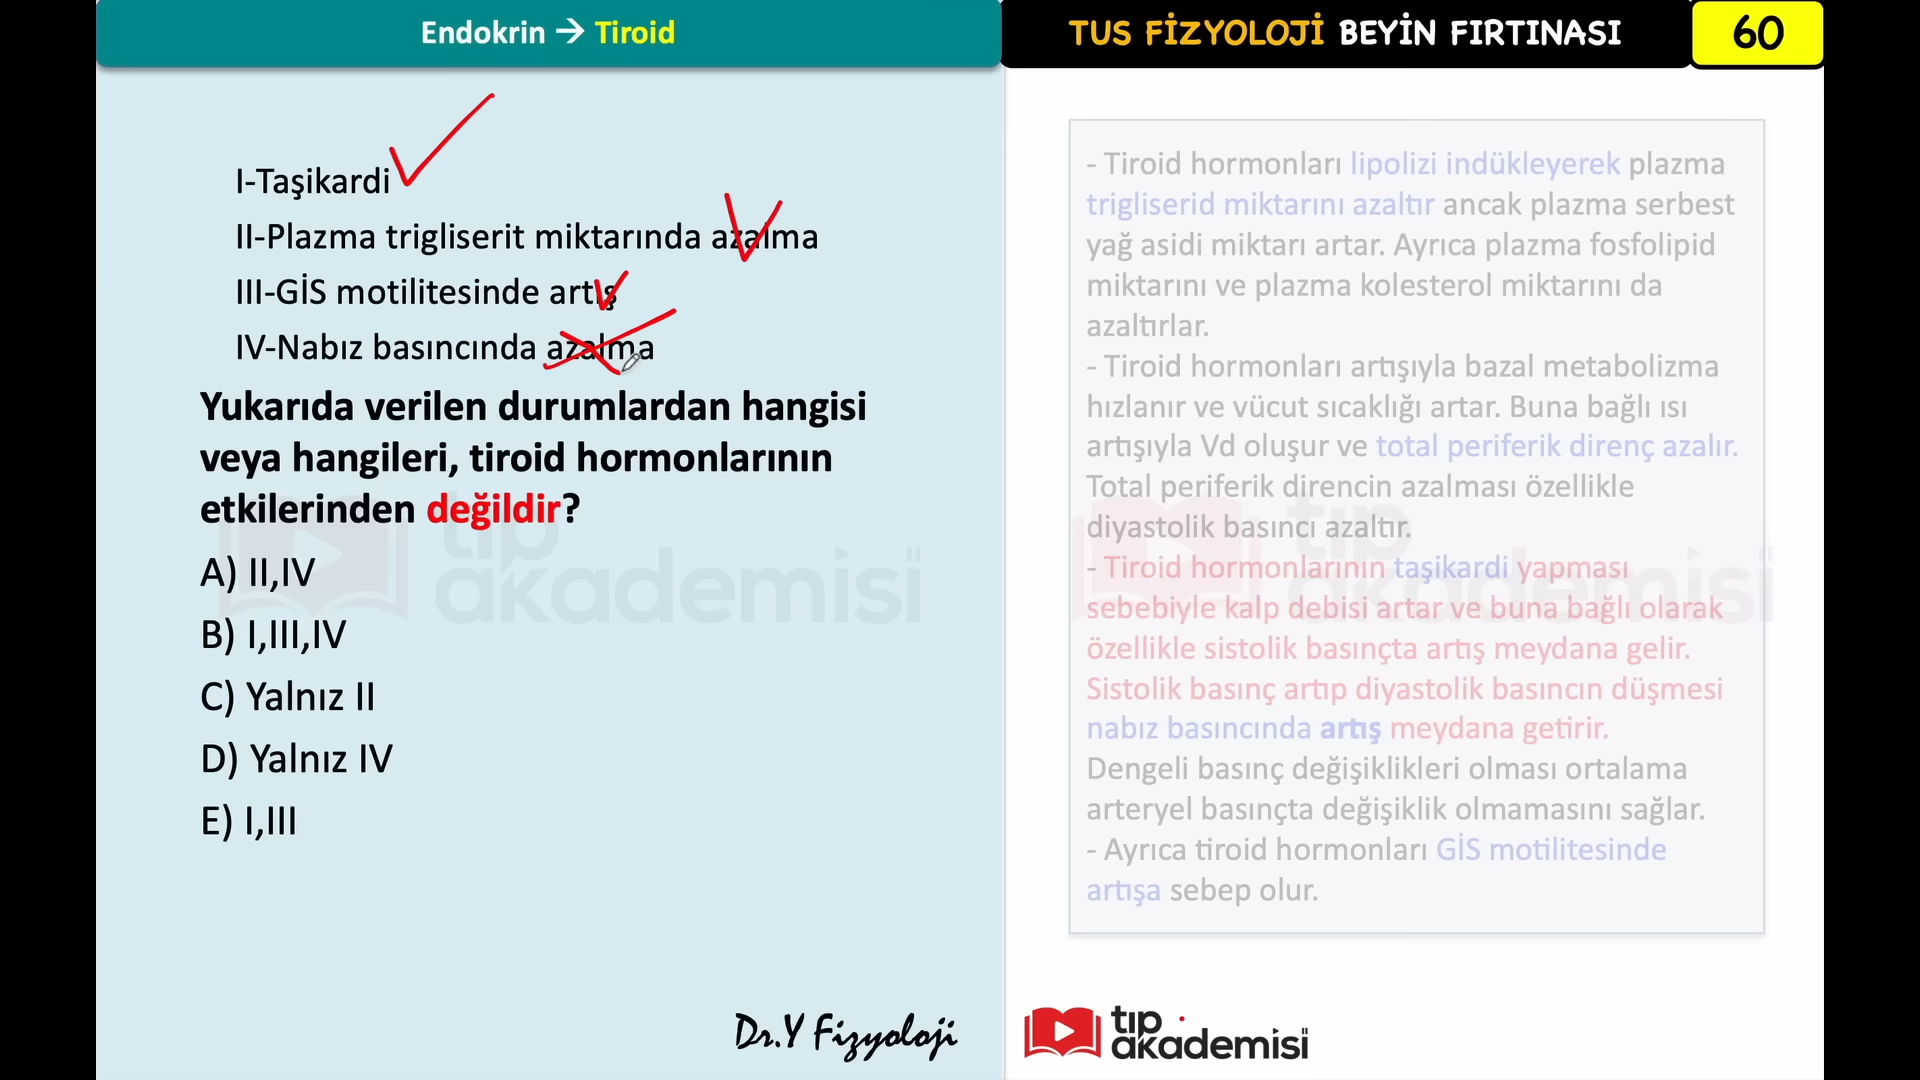 Endokrin → Tiroid
TUS FİZYOLOJİ BEYİN FIRTINASI
60
I-Taşikardi
II-Plazma trigliserit miktarında azalma
III-GİS motilitesinde artış
IV-Nabız basıncında azalma
Yukarıda verilen durumlardan hangisi
veya hangileri, tiroid hormonlarının
etkilerinden değildir?
A) II,IV
B) I,III,IV
C) Yalnız II
D) Yalnız IV
E) I,III
tıp
akademisi
Dr.Y Fizyoloji
- Tiroid hormonları lipolizi indükleyerek plazma
trigliserid miktarını azaltır ancak plazma serbest
yağ asidi miktarı artar. Ayrıca plazma fosfolipid
miktarını ve plazma kolesterol miktarını da
azaltırlar.
- Tiroid hormonları artışıyla bazal metabolizma
hızlanır ve vücut sıcaklığı artar. Buna bağlı ısı
artışıyla Vd oluşur ve total periferik direnç azalır.
Total periferik direncin azalması özellikle
diyastolik basıncı azaltır.
- Tiroid hormonlarının taşikardi yapması
sebebiyle kalp debisi artar ve buna bağlı olarak
özellikle sistolik basınçta artış meydana gelir.
Sistolik basınç artıp diyastolik basıncın düşmesi
nabız basıncında artış meydana getirir.
Dengeli basınç değişiklikleri olması ortalama
arteryel basınçta değişiklik olmamasını sağlar.
- Ayrıca tiroid hormonları GİS motilitesinde
artışa sebep olur.
tıp
akademisi
tıp
akademisi